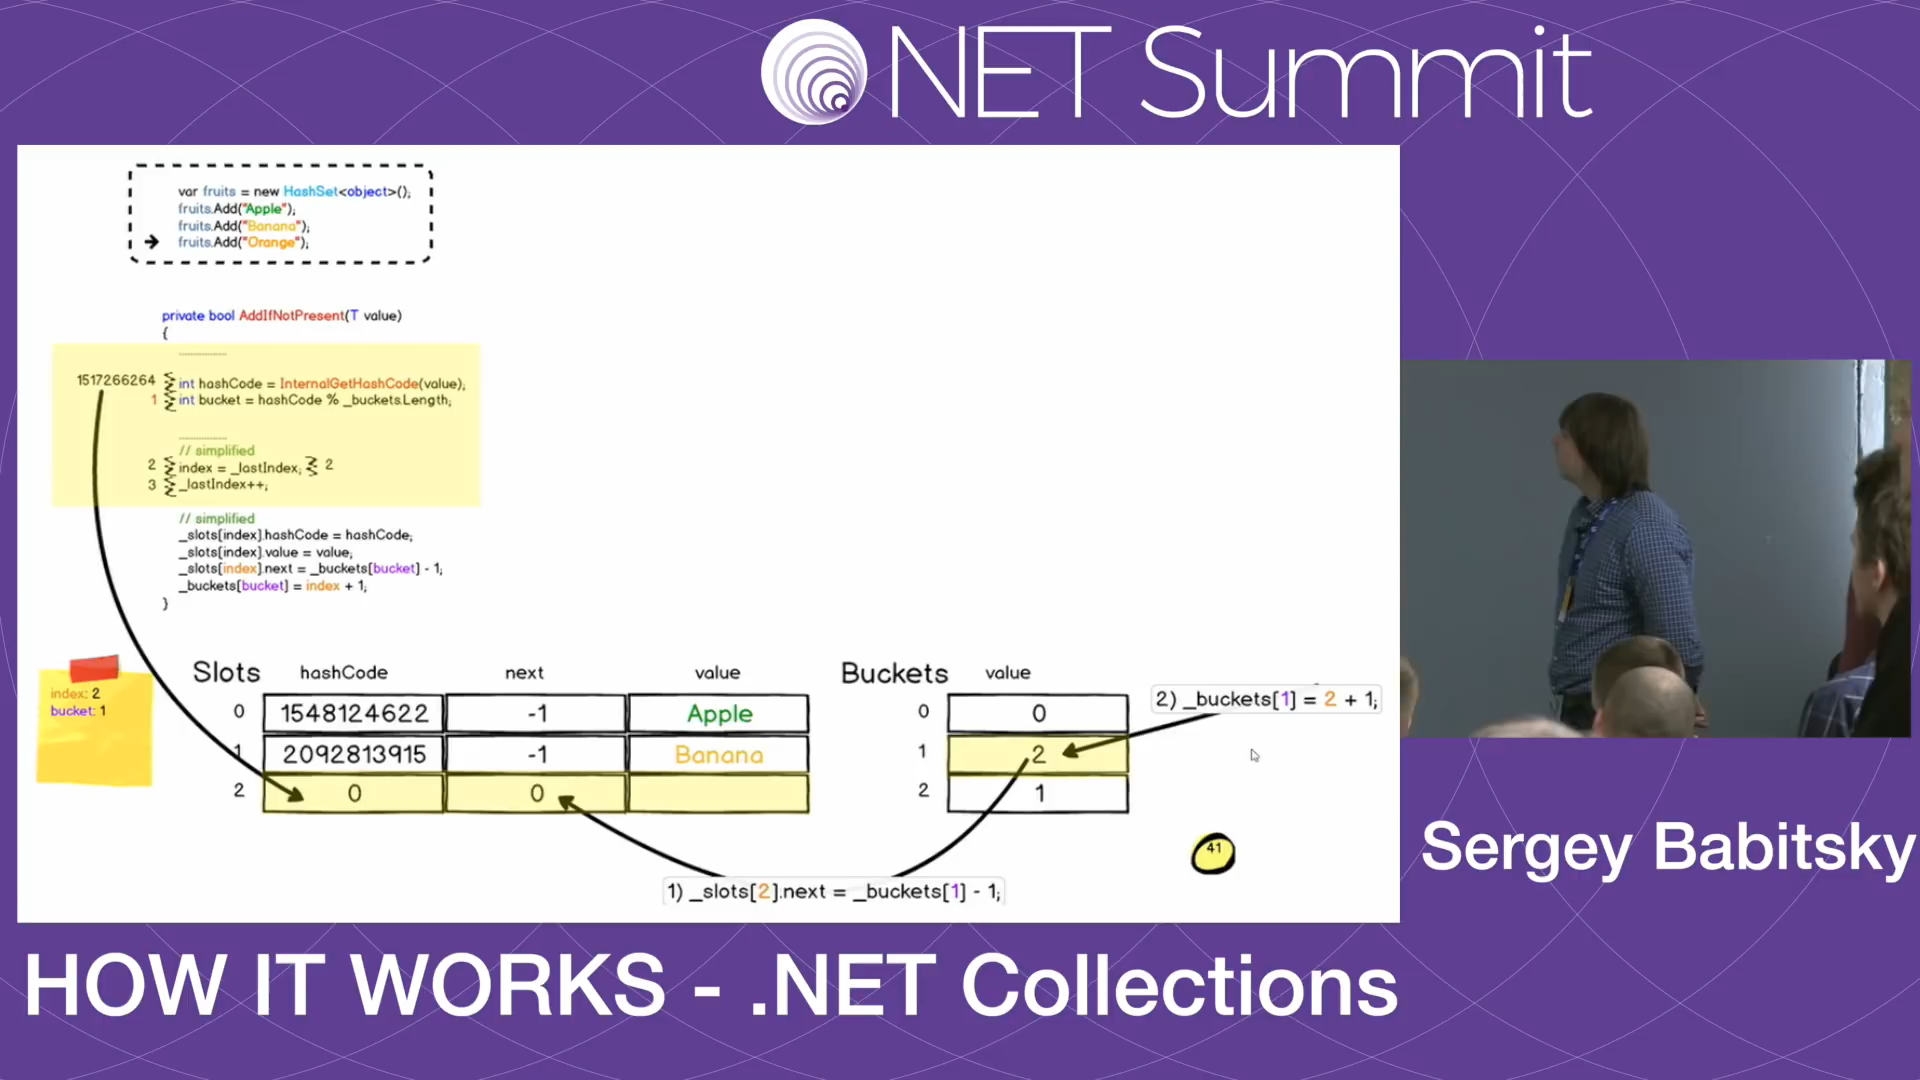 NET Summit
var fruits = new HashSet<object>();
fruits.Add("Apple");
fruits.Add("Banana");
fruits.Add("Orange");
private bool AddIfNotPresent(T value)
{
1517266264 int hashCode = InternalGetHashCode(value);
1 int bucket = hashCode % _buckets.Length;
// simplified
2 index = _lastIndex; 2
3 _lastIndex++;
// simplified
_slots[index].hashCode = hashCode;
_slots[index].value = value;
_slots[index].next = _buckets[bucket] - 1;
_buckets[bucket] = index + 1;
}
index: 2
bucket: 1
Slots hashCode next value
0 1548124622 -1 Apple
1 2092813915 -1 Banana
2 0 0
Buckets value
0 0
1 2
2 1
2) _buckets[1] = 2 + 1;
1) _slots[2].next = _buckets[1] - 1;
41
Sergey Babitsky
HOW IT WORKS - .NET Collections